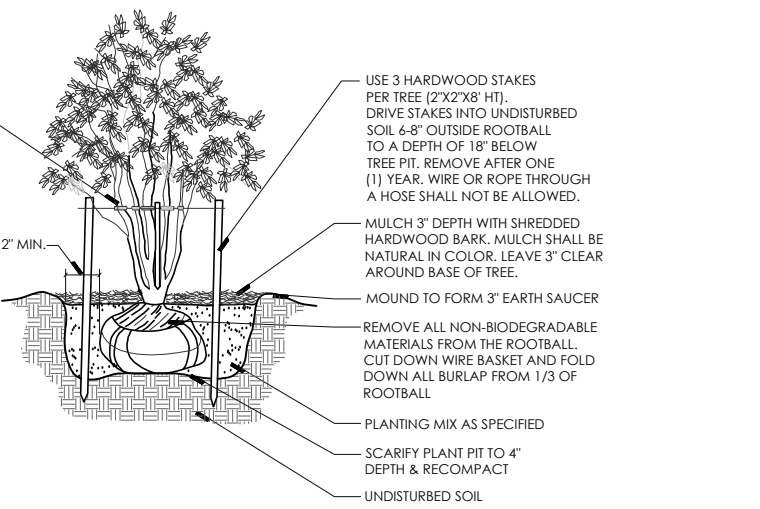 USE 3 HARDWOOD STAKES
PER TREE (2"X2"X8' HT).
DRIVE STAKES INTO UNDISTURBED
SOIL 6-8" OUTSIDE ROOTBALL
TO A DEPTH OF 18" BELOW
TREE PIT. REMOVE AFTER ONE
(1) YEAR. WIRE OR ROPE THROUGH
A HOSE SHALL NOT BE ALLOWED.
MULCH 3" DEPTH WITH SHREDDED
HARDWOOD BARK. MULCH SHALL BE
NATURAL IN COLOR. LEAVE 3" CLEAR
AROUND BASE OF TREE.
2" MIN.
MOUND TO FORM 3" EARTH SAUCER
REMOVE ALL NON-BIODEGRADABLE
MATERIALS FROM THE ROOTBALL.
CUT DOWN WIRE BASKET AND FOLD
DOWN ALL BURLAP FROM 1/3 OF
ROOTBALL
PLANTING MIX AS SPECIFIED
SCARIFY PLANT PIT TO 4"
DEPTH & RECOMPACT
UNDISTURBED SOIL